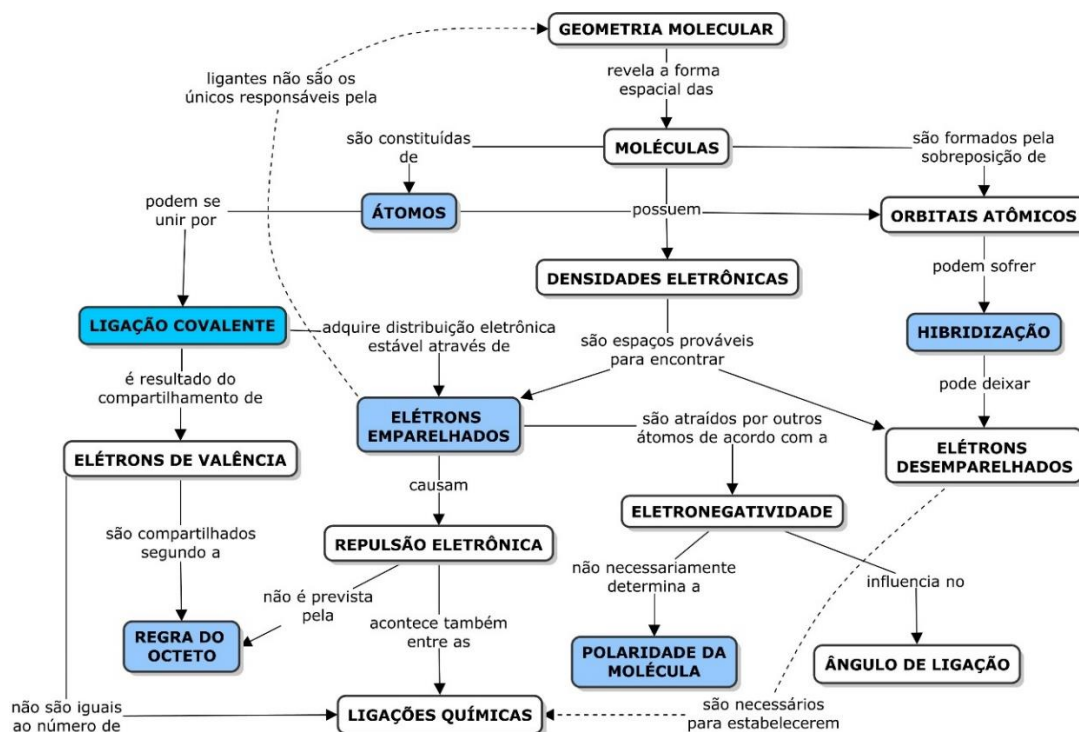 GEOMETRIA MOLECULAR
ligantes não são os
únicos responsáveis pela
revela a forma
espacial das
são constituídas
de
MOLÉCULAS
são formados pela
sobreposição de
podem se
unir por
ÁTOMOS
possuem
ORBITAIS ATÔMICOS
DENSIDADES ELETRÔNICAS
podem sofrer
LIGAÇÃO COVALENTE
adquire distribuição eletrônica
estável através de
são espaços prováveis
para encontrar
HIBRIDIZAÇÃO
é resultado do
compartilhamento de
pode deixar
ELÉTRONS
EMPARELHADOS
são atraídos por outros
átomos de acordo com a
ELÉTRONS DE VALÊNCIA
ELÉTRONS
DESEMPARELHADOS
causam
ELETRONEGATIVIDADE
são compartilhados
segundo a
REPULSÃO ELETRÔNICA
não necessariamente
determina a
influencia no
não é prevista
pela
acontece também
entre as
REGRA DO
OCTETO
POLARIDADE DA
MOLÉCULA
ÂNGULO DE LIGAÇÃO
não são iguais
ao número de
LIGAÇÕES QUÍMICAS
são necessários
para estabelecerem